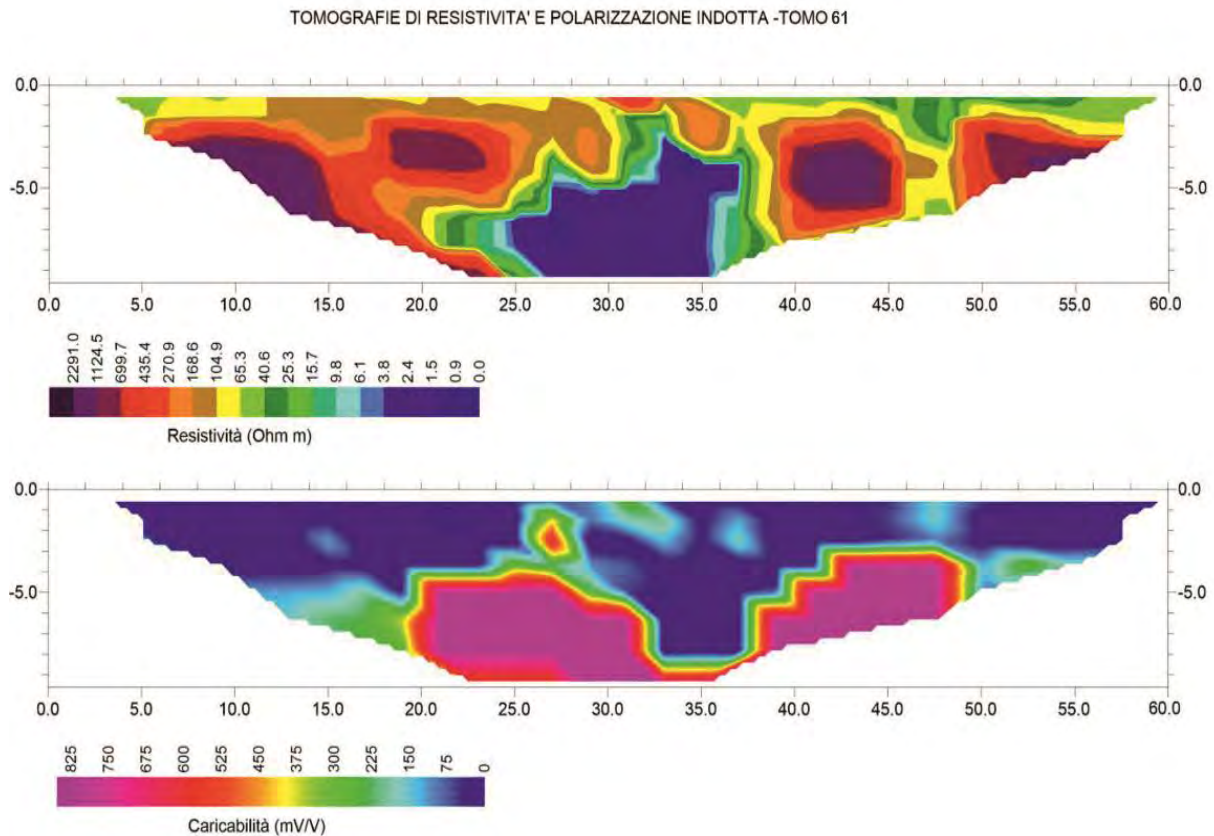 TOMOGRAFIE DI RESISTIVITA' E POLARIZZAZIONE INDOTTA -TOMO 61
0.0 0.0
-5.0 -5.0
0.0 5.0 10.0 15.0 20.0 25.0 30.0 35.0 40.0 45.0 50.0 55.0 60.0
2291.0 1124.5 699.7 435.4 270.9 168.6 104.9 65.3 40.6 25.3 15.7 9.8 6.1 3.8 2.4 1.5 0.9 0.0
Resistività (Ohm m)
0.0 0.0
-5.0 -5.0
0.0 5.0 10.0 15.0 20.0 25.0 30.0 35.0 40.0 45.0 50.0 55.0 60.0
825 750 675 600 525 450 375 300 225 150 75 0
Caricabilità (mV/V)